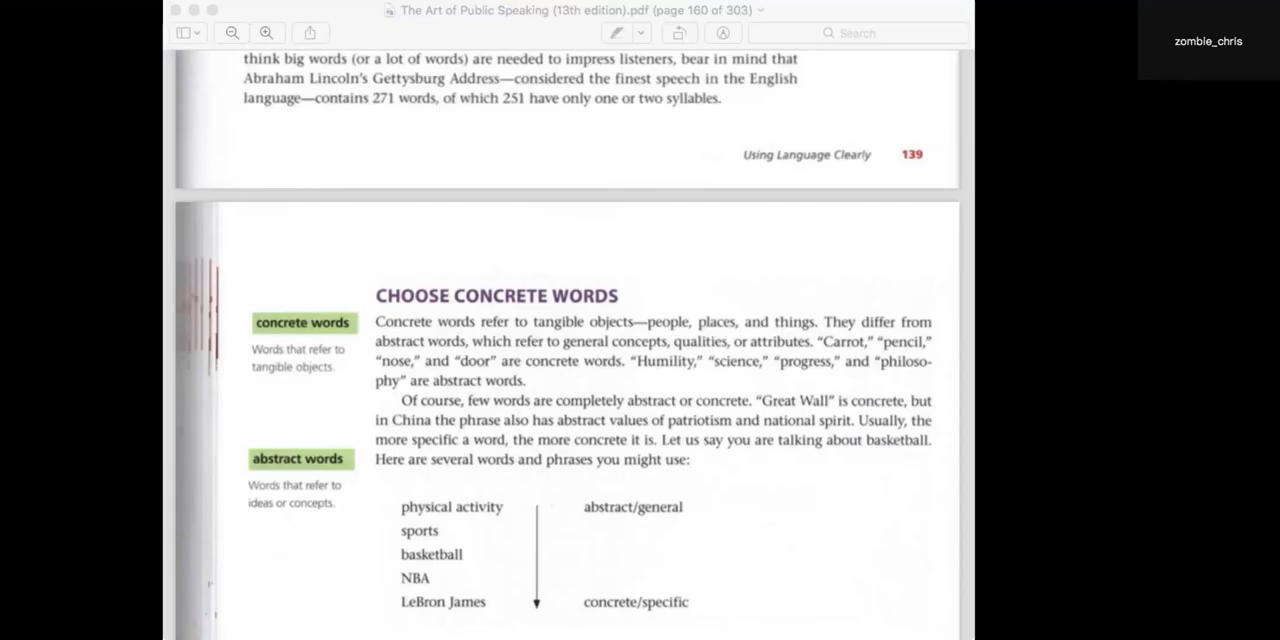 The Art of Public Speaking (13th edition).pdf (page 160 of 303)
Search
zombie_chris
think big words (or a lot of words) are needed to impress listeners, bear in mind that
Abraham Lincoln's Gettysburg Address—considered the finest speech in the English
language—contains 271 words, of which 251 have only one or two syllables.
Using Language Clearly 139
CHOOSE CONCRETE WORDS
concrete words
Words that refer to
tangible objects.
Concrete words refer to tangible objects—people, places, and things. They differ from
abstract words, which refer to general concepts, qualities, or attributes. “Carrot,” “pencil,”
“nose,” and “door” are concrete words. “Humility,” “science,” “progress,” and “philoso-
phy” are abstract words.
Of course, few words are completely abstract or concrete. “Great Wall” is concrete, but
in China the phrase also has abstract values of patriotism and national spirit. Usually, the
more specific a word, the more concrete it is. Let us say you are talking about basketball.
Here are several words and phrases you might use:
abstract words
Words that refer to
ideas or concepts.
physical activity abstract/general
sports
basketball
NBA
LeBron James concrete/specific